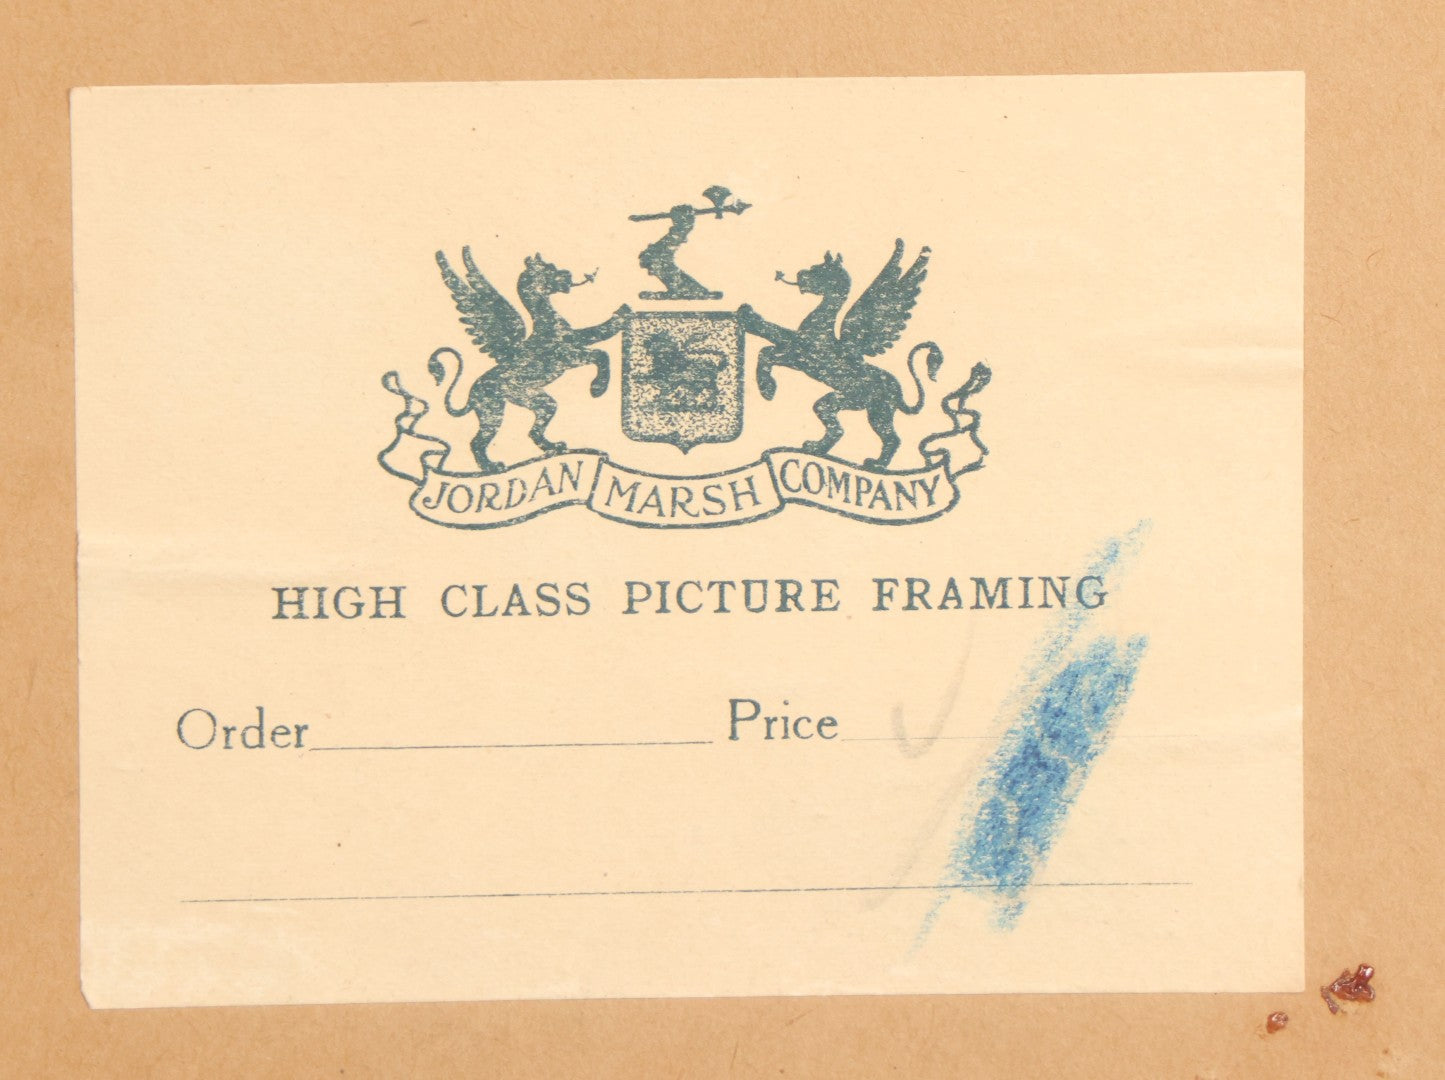 JORDAN MARSH COMPANY
HIGH CLASS PICTURE FRAMING
Order Price